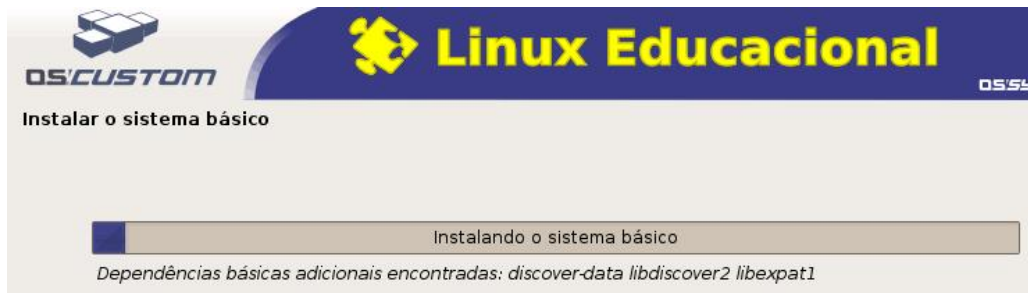 OS'CUSTOM
Linux Educacional
Instalar o sistema básico
Instalando o sistema básico
Dependências básicas adicionais encontradas: discover-data libdiscover2 libexpat1